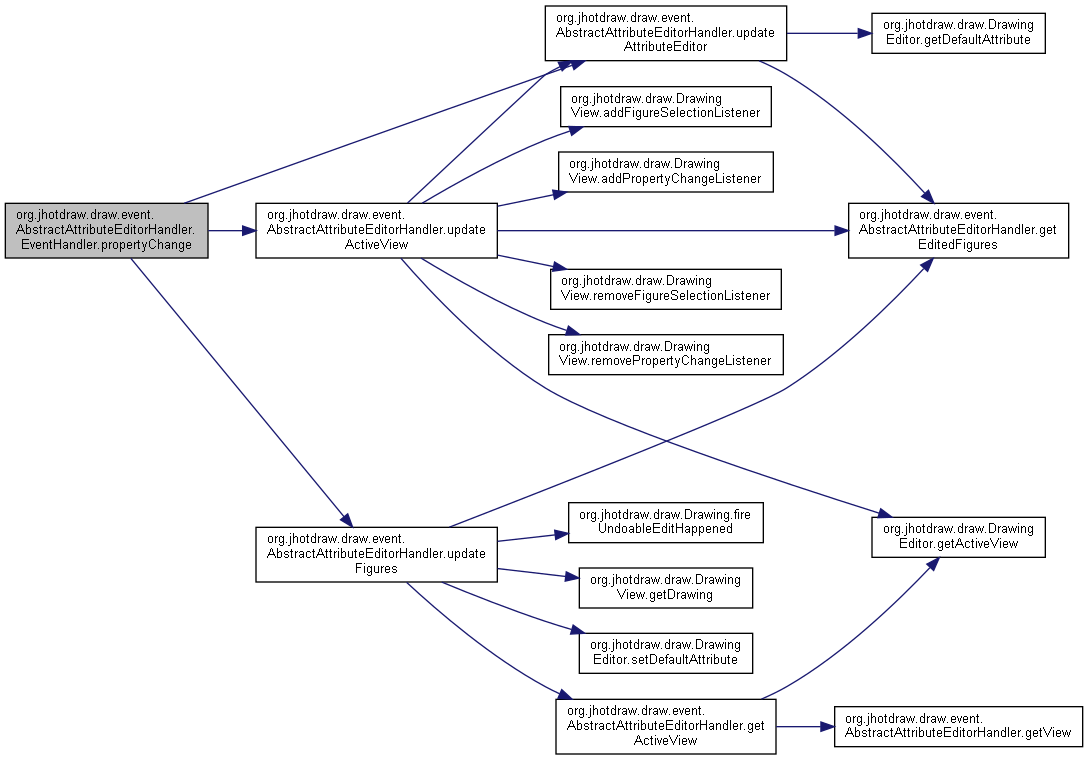 org.jhotdraw.draw.event.
AbstractAttributeEditorHandler.
EventHandler.propertyChange
org.jhotdraw.draw.event.
AbstractAttributeEditorHandler.update
AttributeEditor
org.jhotdraw.draw.Drawing
Editor.getDefaultAttribute
org.jhotdraw.draw.Drawing
View.addFigureSelectionListener
org.jhotdraw.draw.Drawing
View.addPropertyChangeListener
org.jhotdraw.draw.event.
AbstractAttributeEditorHandler.update
ActiveView
org.jhotdraw.draw.event.
AbstractAttributeEditorHandler.get
EditedFigures
org.jhotdraw.draw.Drawing
View.removeFigureSelectionListener
org.jhotdraw.draw.Drawing
View.removePropertyChangeListener
org.jhotdraw.draw.event.
AbstractAttributeEditorHandler.update
Figures
org.jhotdraw.draw.Drawing.fire
UndoableEditHappened
org.jhotdraw.draw.Drawing
Editor.getActiveView
org.jhotdraw.draw.Drawing
View.getDrawing
org.jhotdraw.draw.Drawing
Editor.setDefaultAttribute
org.jhotdraw.draw.event.
AbstractAttributeEditorHandler.get
ActiveView
org.jhotdraw.draw.event.
AbstractAttributeEditorHandler.getView